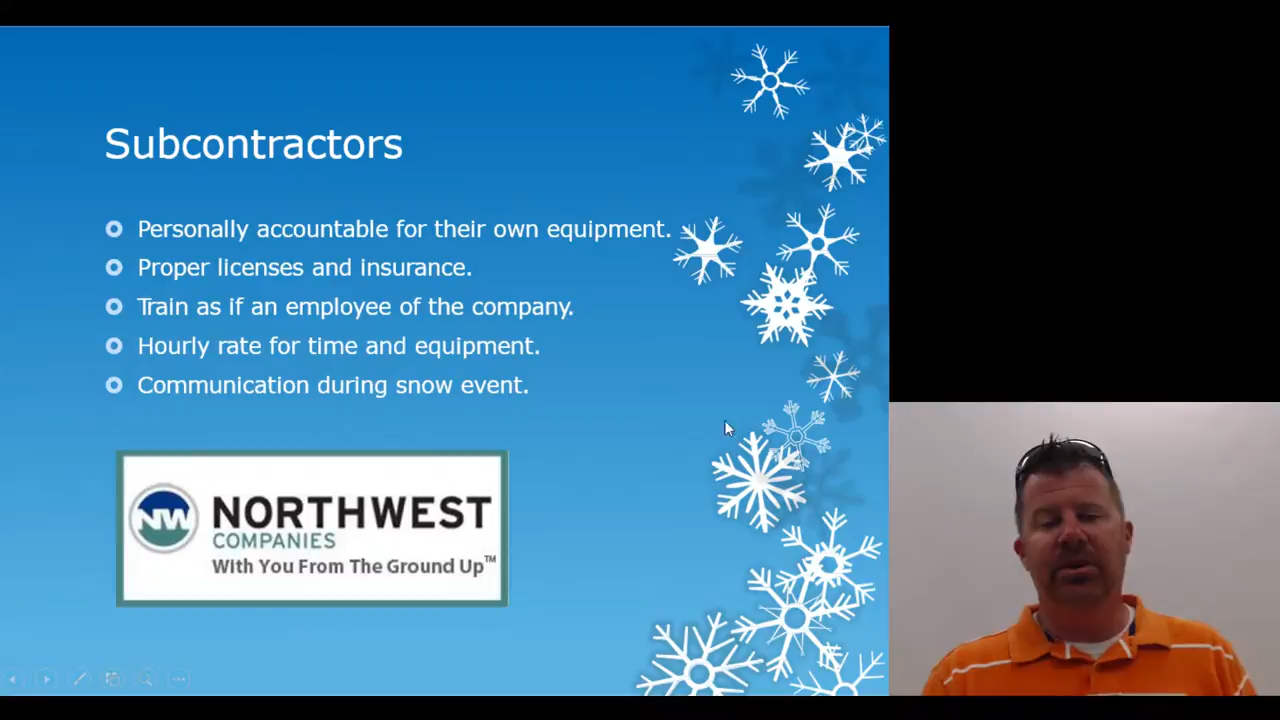 Subcontractors
Personally accountable for their own equipment.
Proper licenses and insurance.
Train as if an employee of the company.
Hourly rate for time and equipment.
Communication during snow event.
NW
NORTHWEST
COMPANIES
With You From The Ground Up™